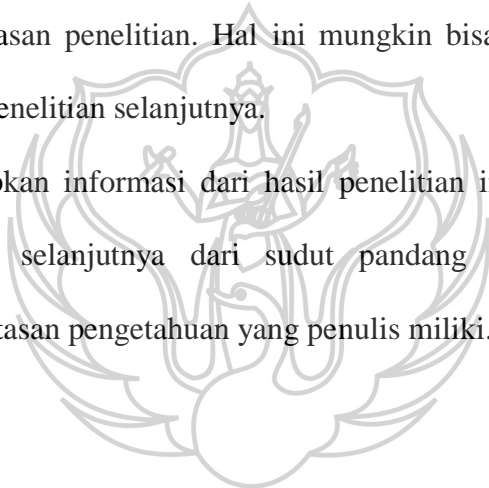 asan penelitian. Hal ini mungkin bisa
enelitian selanjutnya.
kan informasi dari hasil penelitian i
selanjutnya dari sudut pandang
tasan pengetahuan yang penulis miliki.